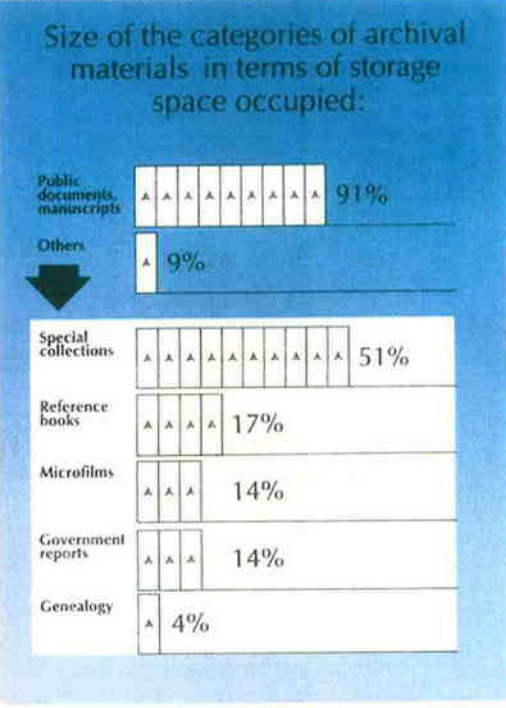 Size of the categories of archival
materials in terms of storage
space occupied:
Public
documents,
manuscripts
91%
Others
9%
Special
collections
51%
Reference
books
17%
Microfilms
14%
Government
reports
14%
Genealogy
4%